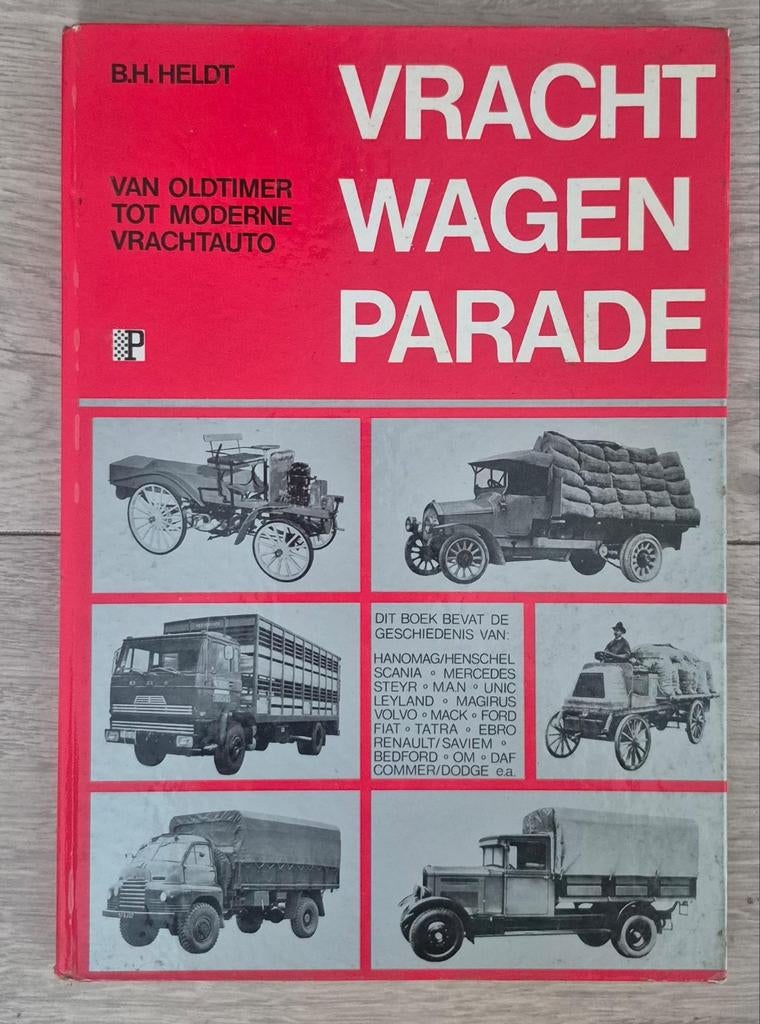 B.H. HELDT
VRACHT
WAGEN
PARADE
VAN OLDTIMER
TOT MODERNE
VRACHTAUTO
P
DIT BOEK BEVAT DE
GESCHIEDENIS VAN:
HANOMAG/HENSCHEL
SCANIA ∘ MERCEDES
STEYR ∘ M.A.N ∘ UNIC
LEYLAND ∘ MAGIRUS
VOLVO ∘ MACK ∘ FORD
FIAT ∘ TATRA ∘ EBRO
RENAULT/SAVIEM ∘
BEDFORD ∘ OM ∘ DAF
COMMER/DODGE e.a.